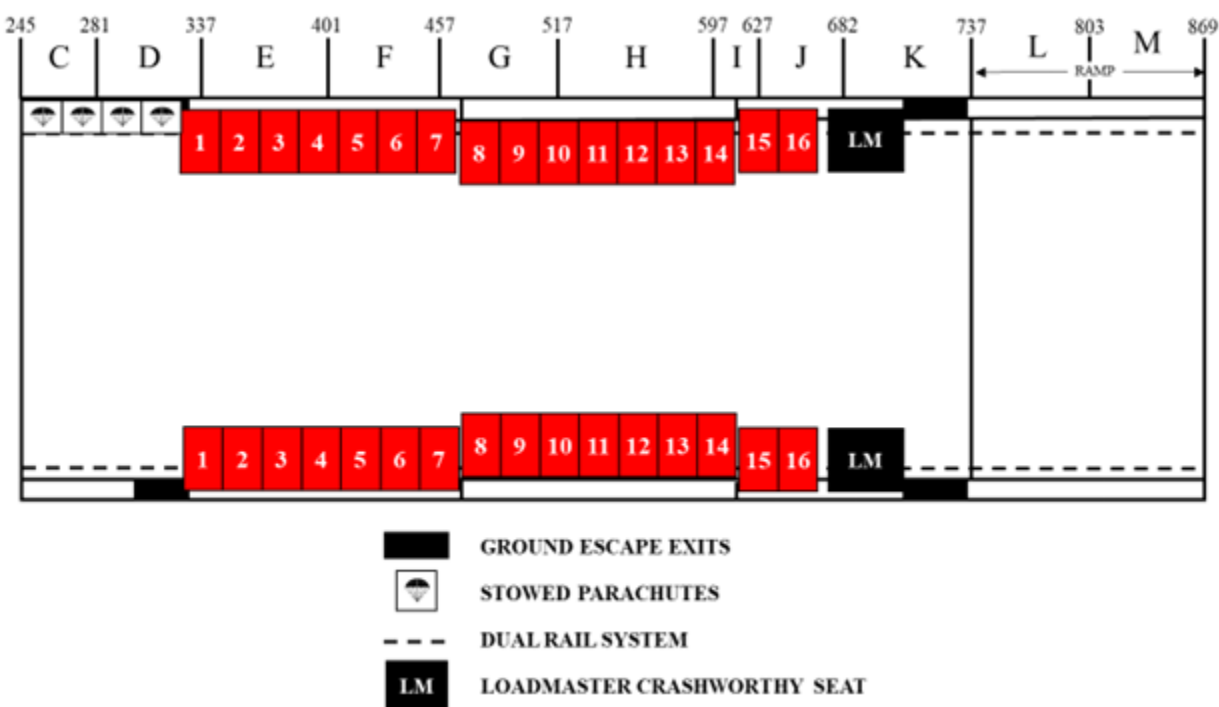 245 281 337 401 457 517 597 627 682 737 803 869
C D E F G H I J K L M
RAMP
1 2 3 4 5 6 7 8 9 10 11 12 13 14 15 16 LM
1 2 3 4 5 6 7 8 9 10 11 12 13 14 15 16 LM
GROUND ESCAPE EXITS
STOWED PARACHUTES
DUAL RAIL SYSTEM
LM LOADMASTER CRASHWORTHY SEAT